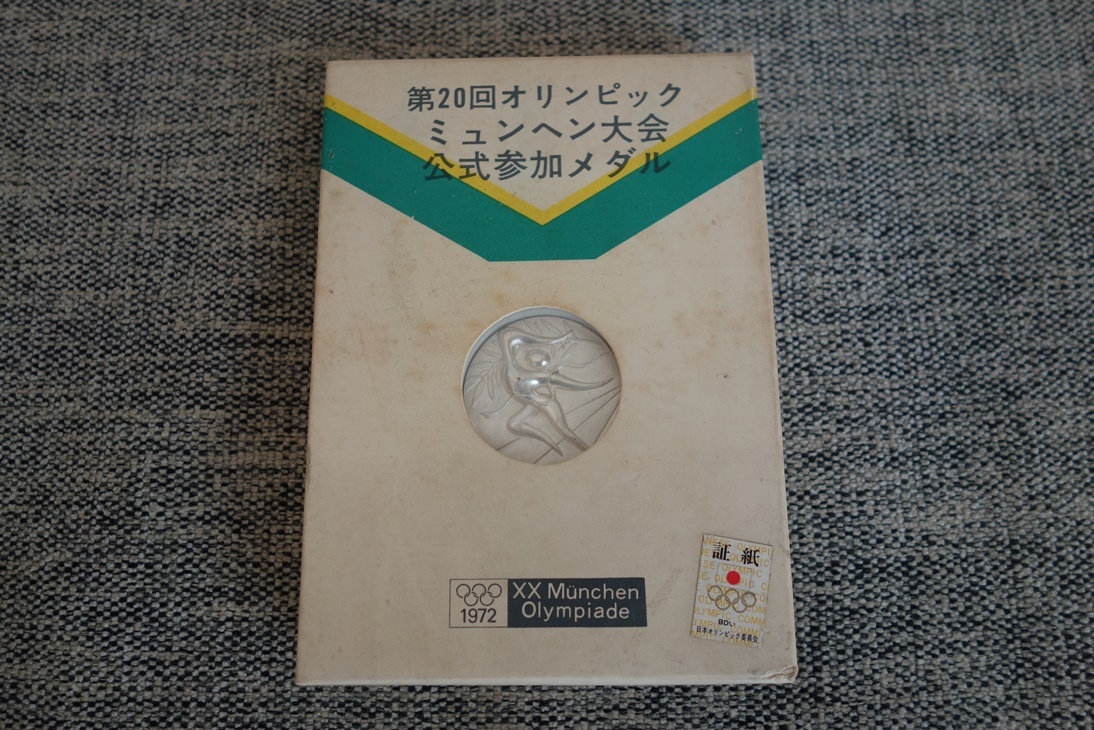 第20回オリンピック
ミュンヘン大会
公式参加メダル
1972
XX München
Olympiade
証紙
日本オリンピック委員会